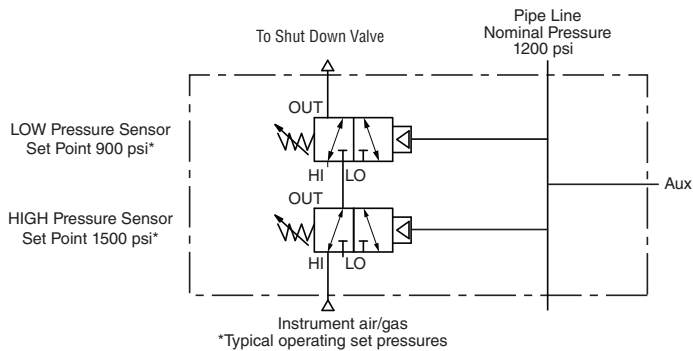 Pipe Line
Nominal Pressure
1200 psi
To Shut Down Valve
OUT
LOW Pressure Sensor
Set Point 900 psi*
HI LO
Aux
OUT
HIGH Pressure Sensor
Set Point 1500 psi*
HI LO
Instrument air/gas
*Typical operating set pressures